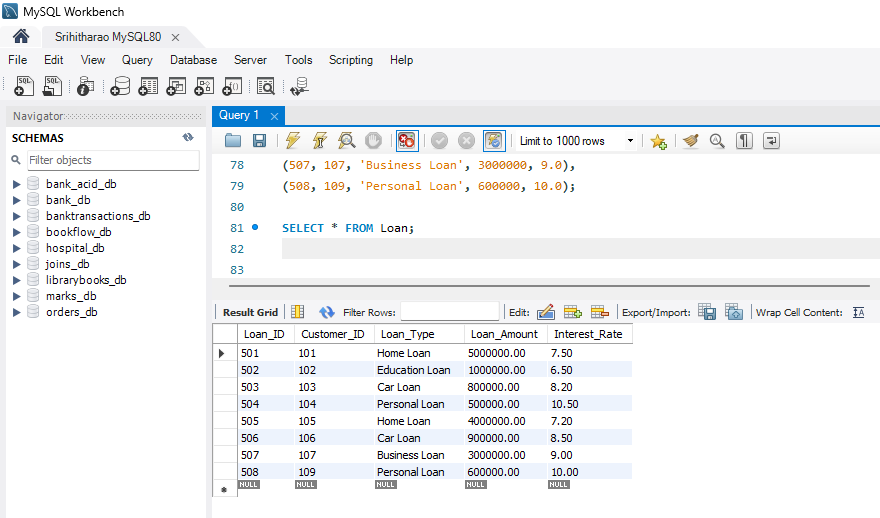 MySQL Workbench
Srihitharao MySQL80
File Edit View Query Database Server Tools Scripting Help
Navigator
SCHEMAS
Filter objects
bank_acid_db
bank_db
banktransactions_db
bookflow_db
hospital_db
joins_db
librarybooks_db
marks_db
orders_db
Query 1
Limit to 1000 rows
78 (507, 107, 'Business Loan', 3000000, 9.0),
79 (508, 109, 'Personal Loan', 600000, 10.0);
80
81 SELECT * FROM Loan;
82
83
Result Grid Filter Rows: Edit: Export/Import: Wrap Cell Content:
Loan_ID Customer_ID Loan_Type Loan_Amount Interest_Rate
501 101 Home Loan 5000000.00 7.50
502 102 Education Loan 1000000.00 6.50
503 103 Car Loan 800000.00 8.20
504 104 Personal Loan 500000.00 10.50
505 105 Home Loan 4000000.00 7.20
506 106 Car Loan 900000.00 8.50
507 107 Business Loan 3000000.00 9.00
508 109 Personal Loan 600000.00 10.00
NULL NULL NULL NULL NULL